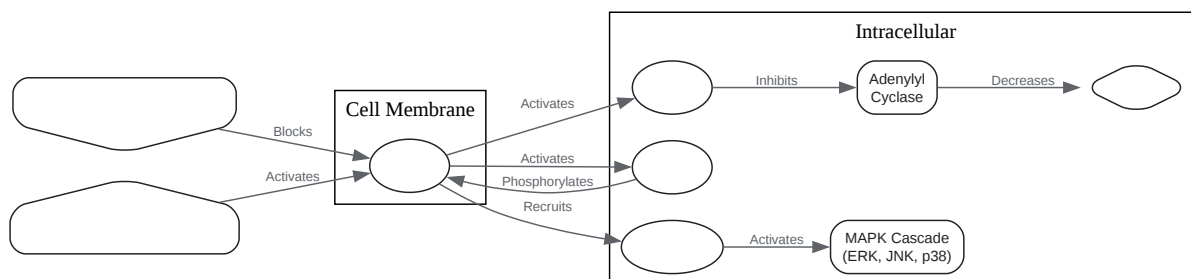 Intracellular
Cell Membrane
Blocks
Activates
Activates
Activates
Phosphorylates
Recruits
Inhibits
Adenylyl
Cyclase
Decreases
Activates
MAPK Cascade
(ERK, JNK, p38)